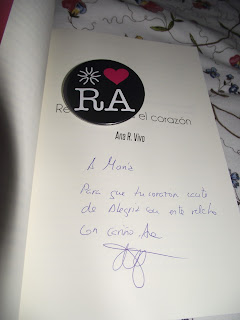 RA
Re el corazón
Ana R. Vivo
A María
Para que tu corazón cante
de Alegría con este relato
Con cariño Ana